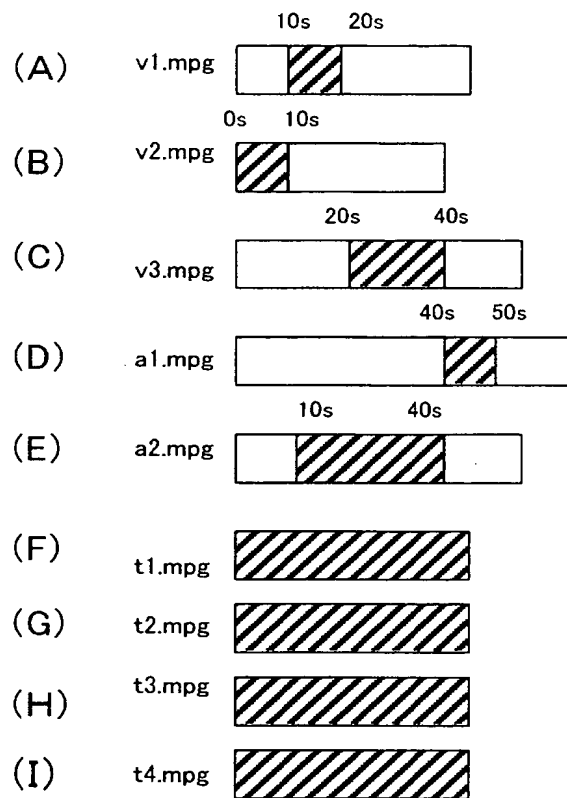 10s 20s
(A) v1.mpg
0s 10s
(B) v2.mpg
20s 40s
(C) v3.mpg
40s 50s
(D) a1.mpg
10s 40s
(E) a2.mpg
(F) t1.mpg
(G) t2.mpg
(H) t3.mpg
(I) t4.mpg